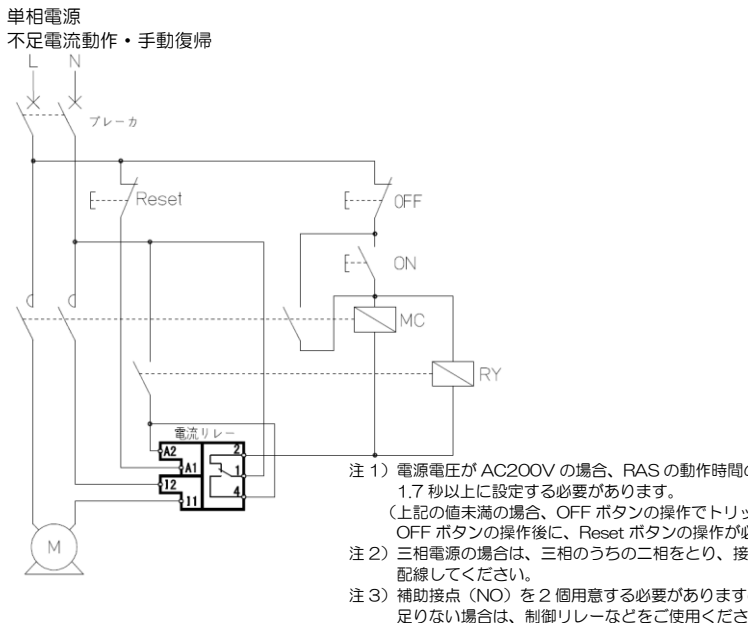 単相電源
不足電流動作・手動復帰
L N
ブレーカ
Reset
OFF
ON
MC
RY
電流リレー
A2
2
A1
1
I2
4
I1
M
注 1）電源電圧が AC200V の場合、RAS の動作時間の
1.7 秒以上に設定する必要があります。
（上記の値未満の場合、OFF ボタンの操作でトリッ
OFF ボタンの操作後に、Reset ボタンの操作が必
注 2）三相電源の場合は、三相のうちの二相をとり、接
配線してください。
注 3）補助接点（NO）を 2 個用意する必要があります
足りない場合は、制御リレーなどをご使用くださ